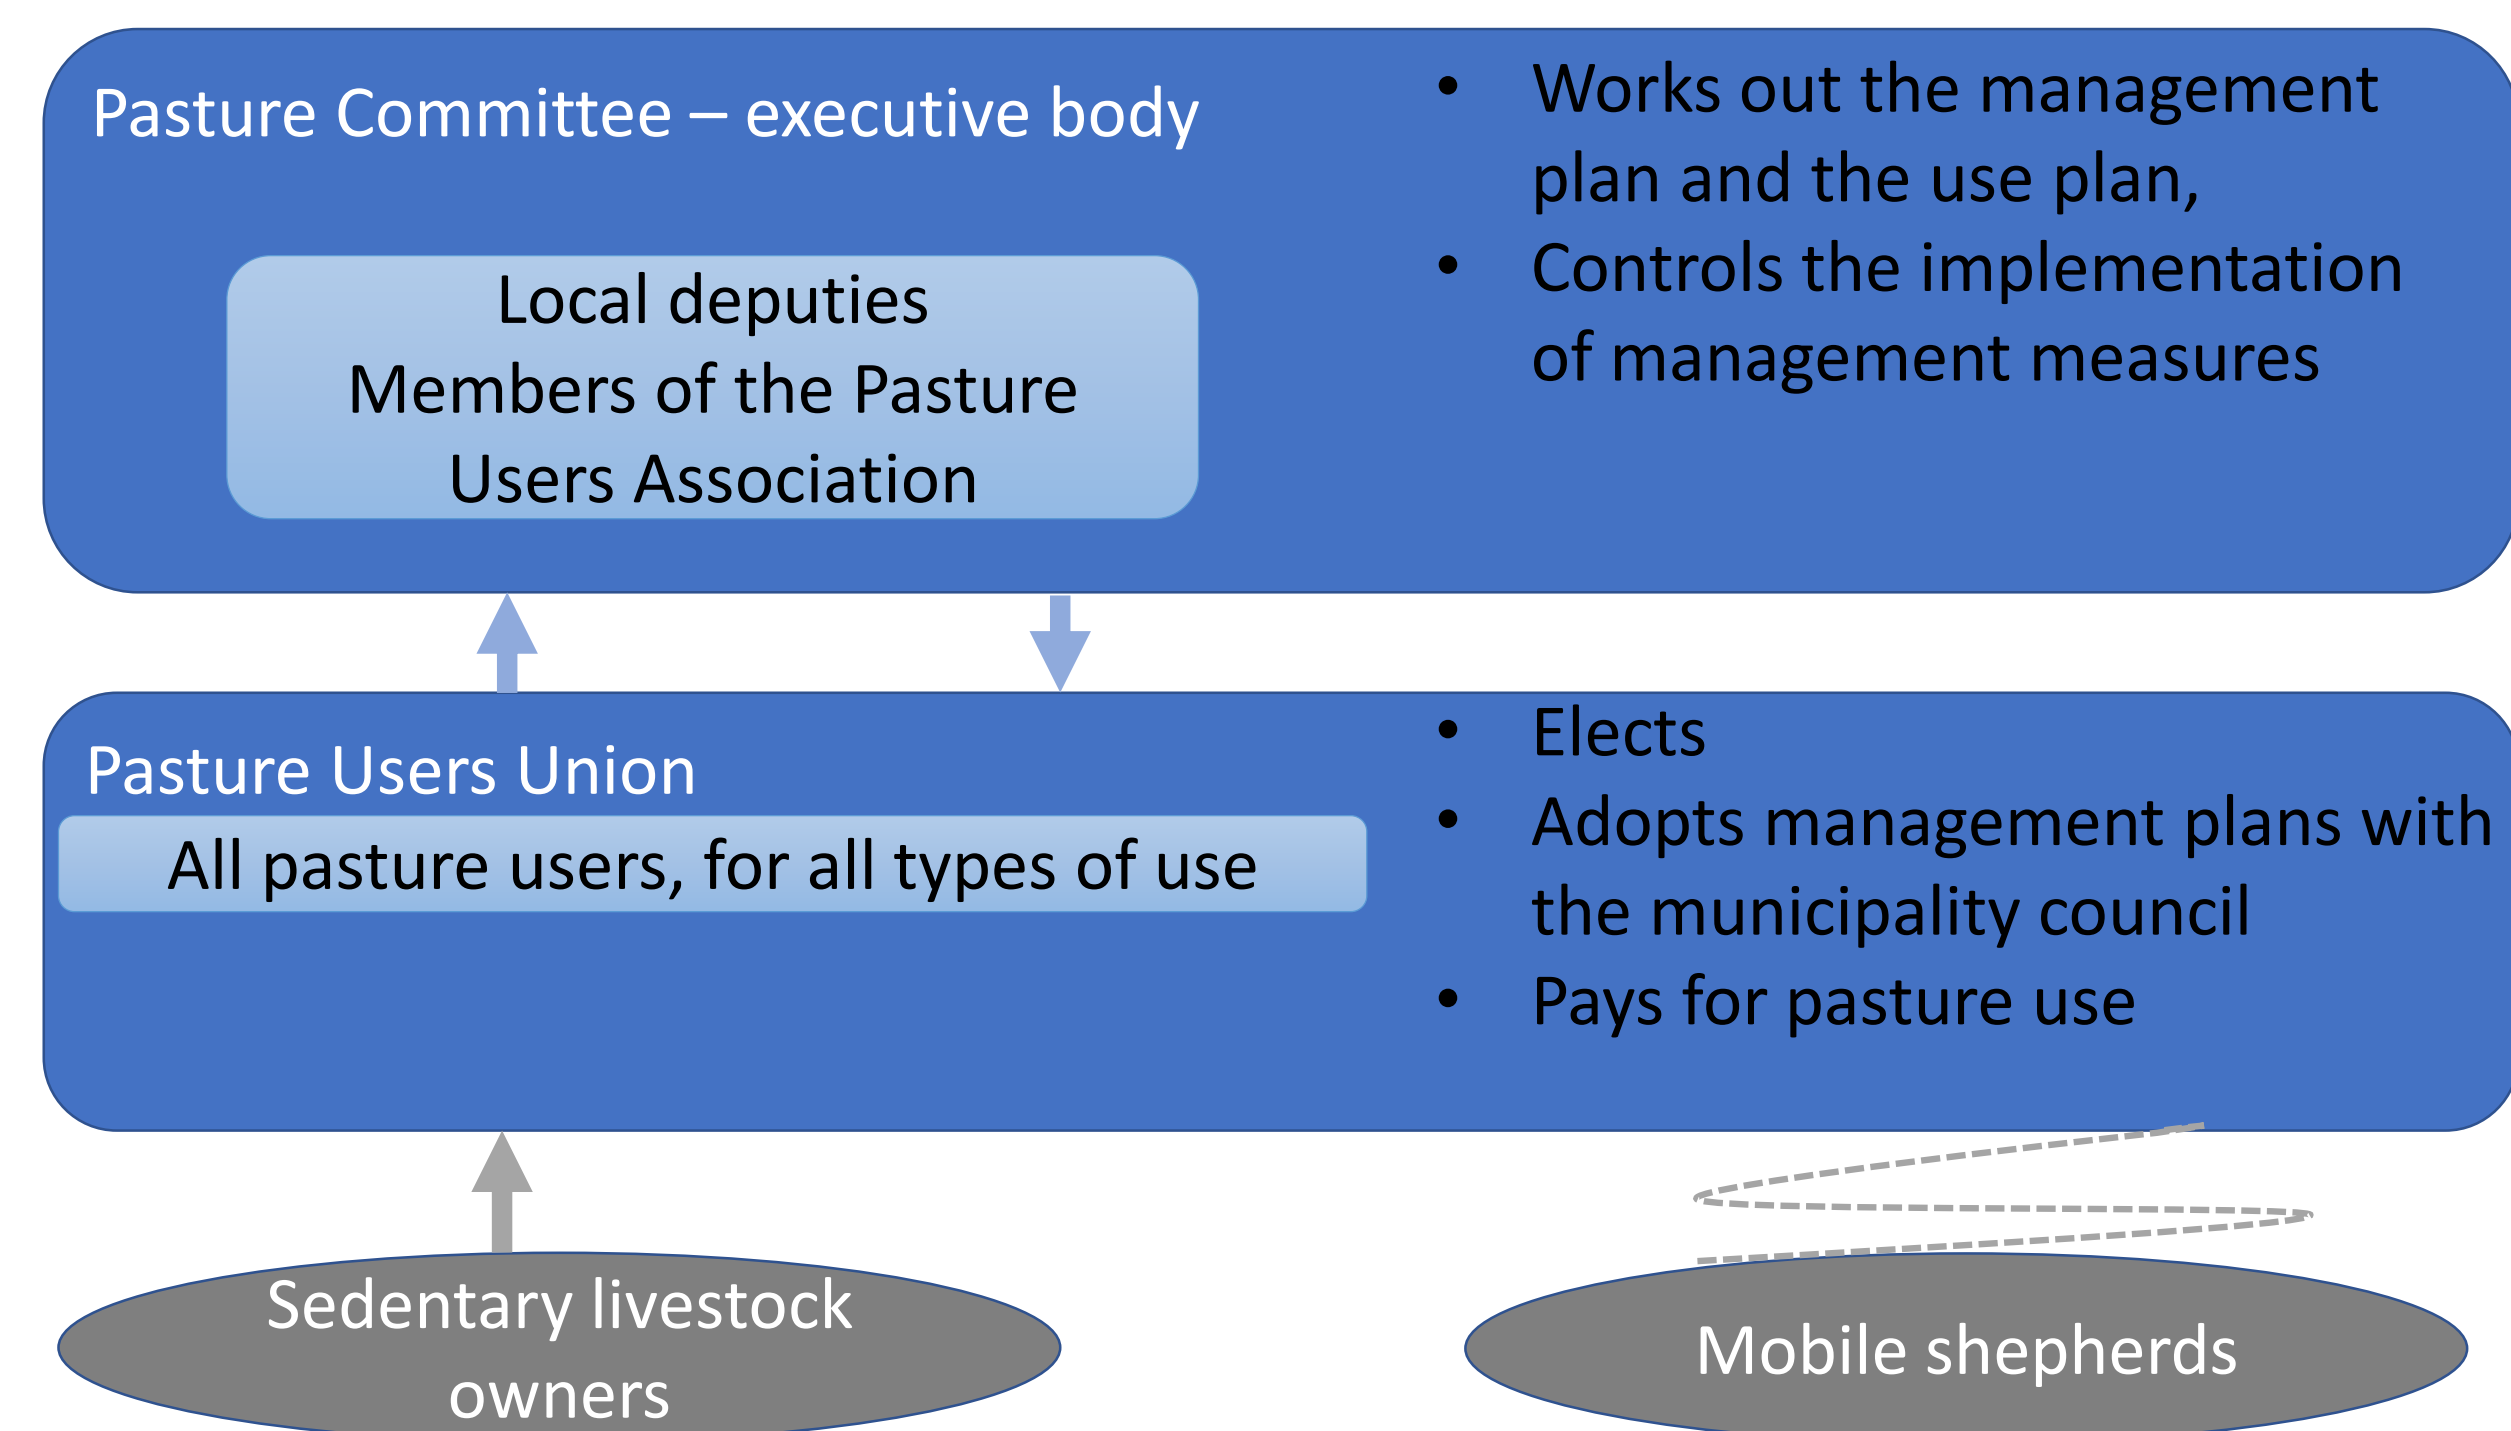 Pasture Committee – executive body
Local deputies
Members of the Pasture
Users Association
• Works out the management
plan and the use plan,
• Controls the implementation
of management measures
Pasture Users Union
All pasture users, for all types of use
• Elects
• Adopts management plans with
the municipality council
• Pays for pasture use
Sedentary livestock
owners
Mobile shepherds